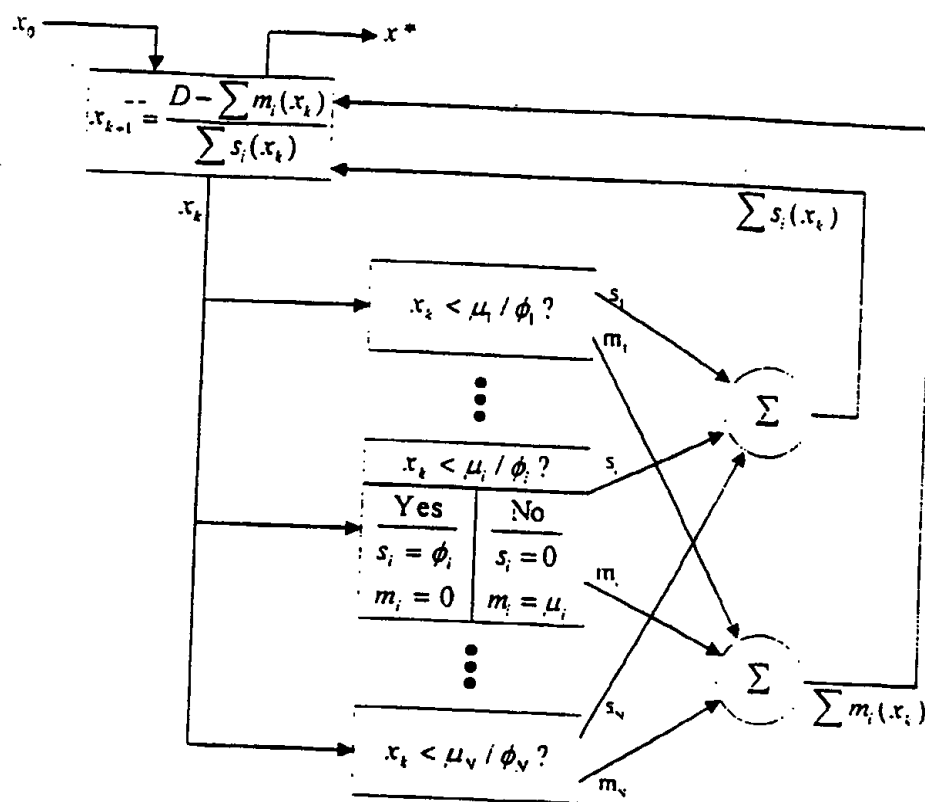 x₀
x*
x_{k+1} = (D − ∑ m_i(x_k)) / (∑ s_i(x_k))
x_k
∑ s_i(x_k)
x_k < μ₁ / ϕ₁ ?
s₁
m₁
∑
x_k < μ_i / ϕ_i ?
s_i
Yes No
s_i = ϕ_i s_i = 0
m_i = 0 m_i = μ_i
m_i
∑
∑ m_i(x_k)
s_N
x_k < μ_N / ϕ_N ?
m_N